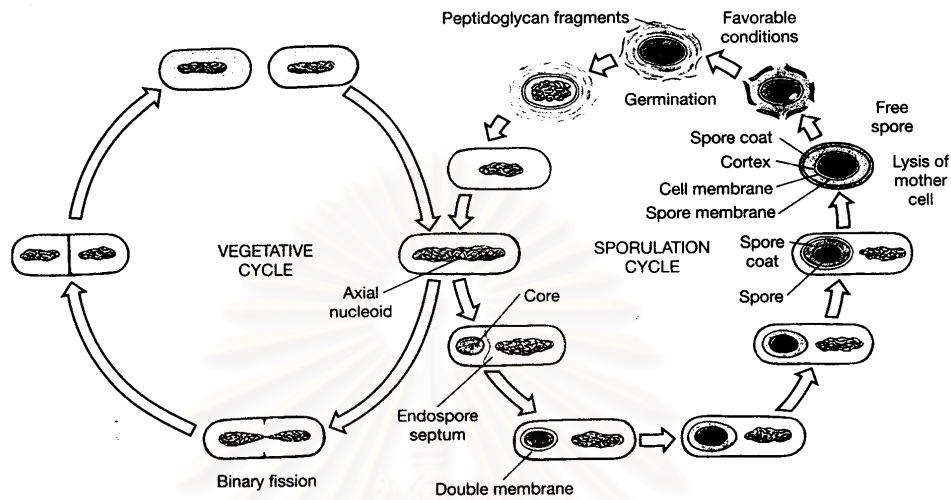 Peptidoglycan fragments
Favorable
conditions
Germination
Free
spore
Spore coat
Cortex
Cell membrane
Spore membrane
Lysis of
mother
cell
VEGETATIVE
CYCLE
SPORULATION
CYCLE
Spore
coat
Spore
Axial
nucleoid
Core
Endospore
septum
Double membrane
Binary fission